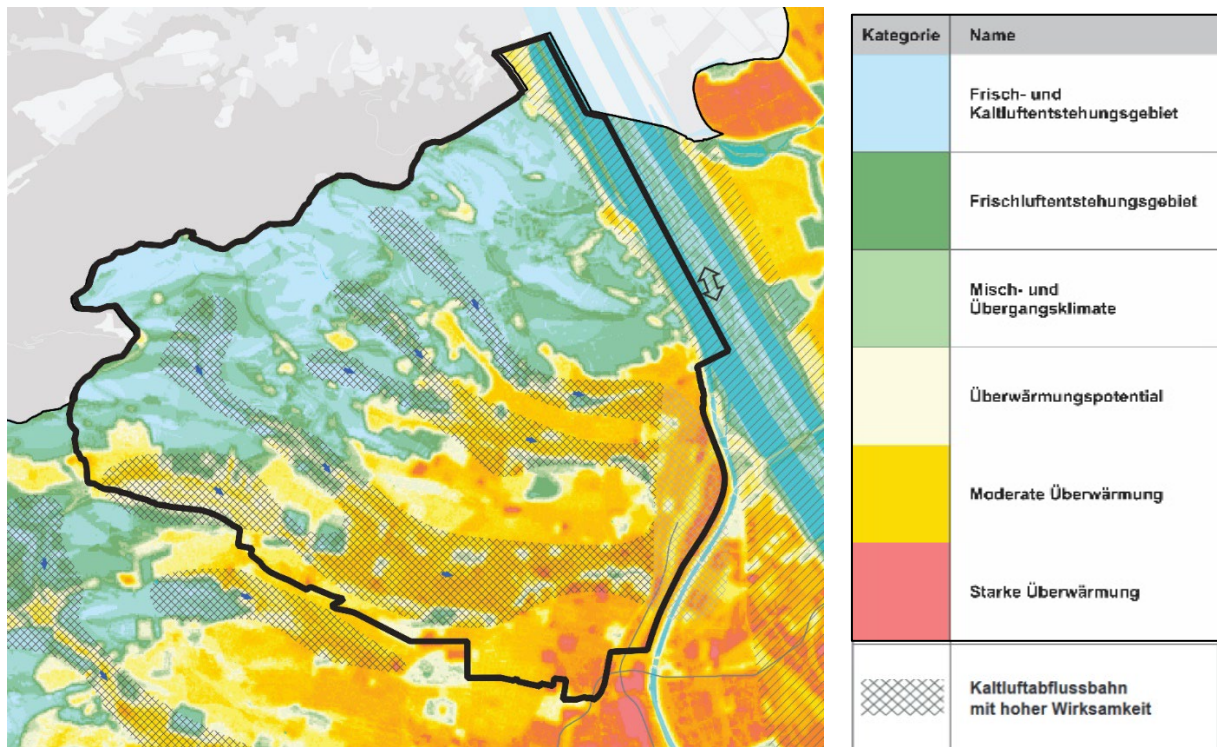 Kategorie Name
Frisch- und
Kaltluftentstehungsgebiet
Frischluftentstehungsgebiet
Misch- und
Übergangsklimate
Überwärmungspotential
Moderate Überwärmung
Starke Überwärmung
Kaltluftabflussbahn
mit hoher Wirksamkeit